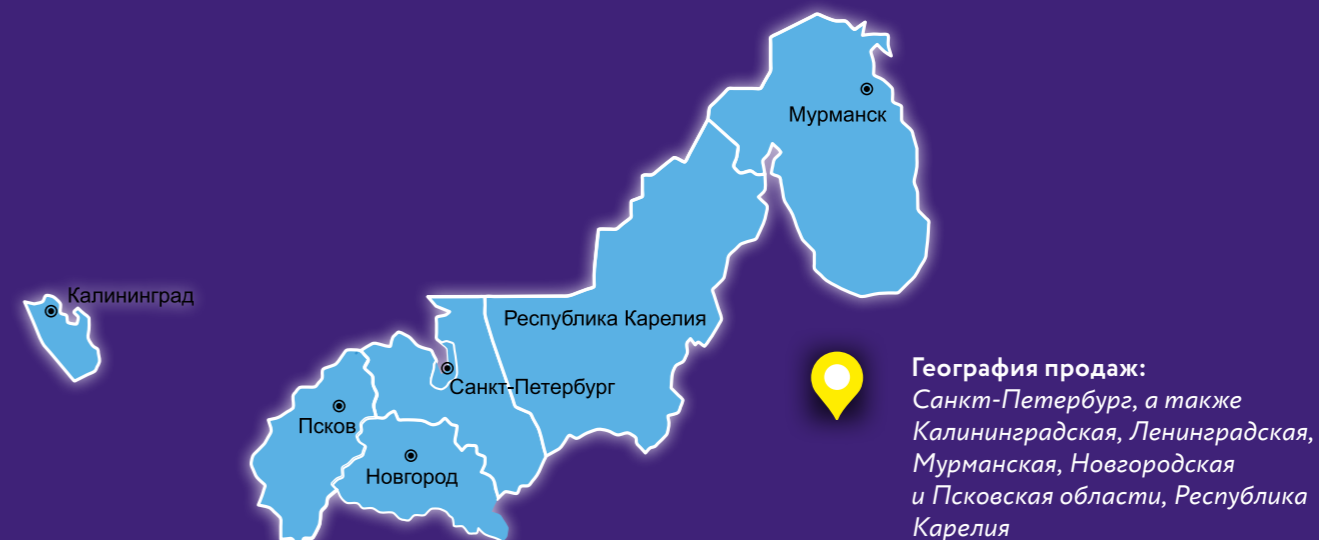 Мурманск
Калининград
Республика Карелия
Санкт-Петербург
Псков
Новгород
География продаж:
Санкт-Петербург, а также
Калининградская, Ленинградская,
Мурманская, Новгородская
и Псковская области, Республика
Карелия